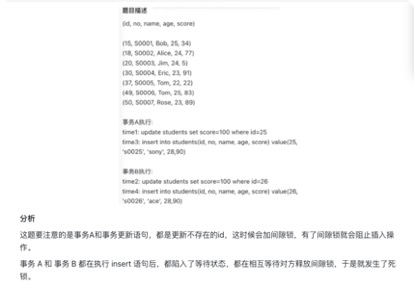 题目描述
(id, no, name, age, score)
(15, S0001, Bob, 25, 34)
(18, S0002, Alice, 24, 77)
(20, S0003, Jim, 24, 5)
(30, S0004, Eric, 23, 91)
(37, S0005, Tom, 22, 22)
(49, S0006, Tom, 25, 83)
(50, S0007, Rose, 23, 89)
事务A执行:
time1: update students set score=100 where id=25
time3: insert into students(id, no, name, age, score) value(25,
's0025', 'sony', 28,90)
事务B执行:
time2: update students set score=100 where id=26
time4: insert into students(id, no, name, age, score) value(26,
's0026', 'ace', 28,90)
分析
这题要注意的是事务A和事务更新语句，都是更新不存在的id，这时候会加间隙锁，有了间隙锁就会阻止插入操
作。
事务 A 和 事务 B 都在执行 insert 语句后，都陷入了等待状态，都在相互等待对方释放间隙锁，于是就发生了死
锁。